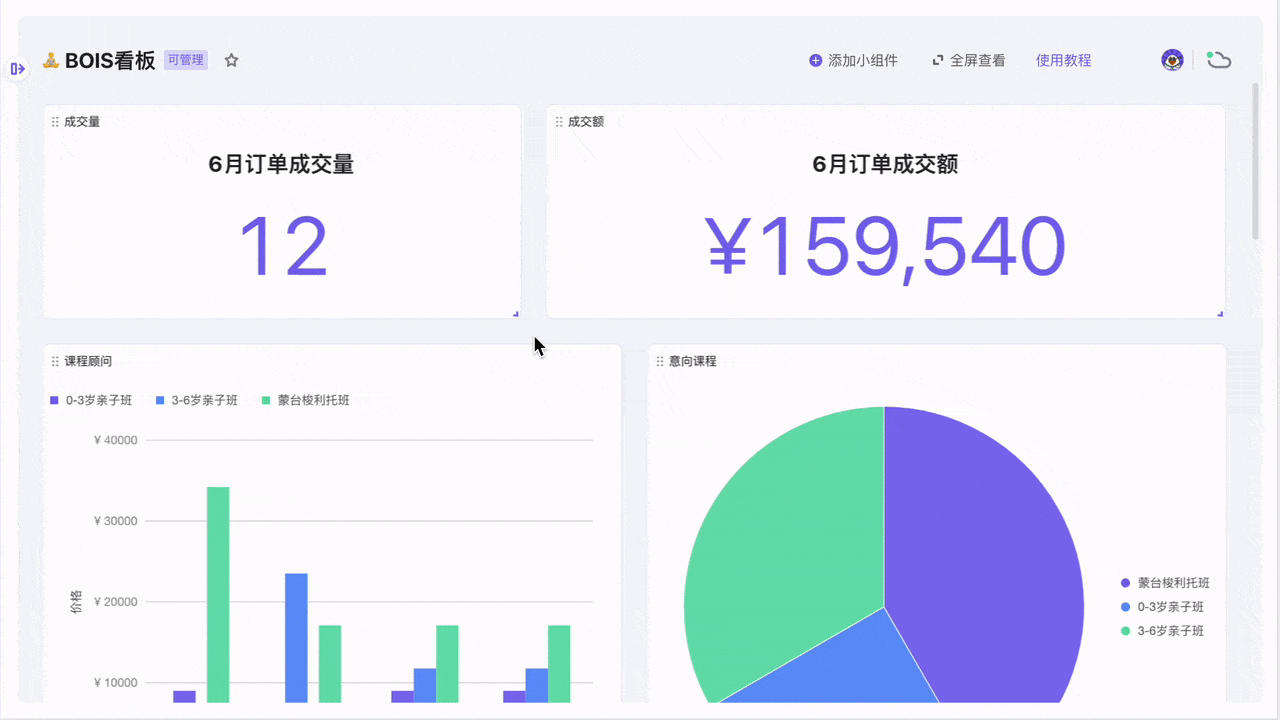 BOIS看板 可管理
添加小组件 全屏查看 使用教程
成交量
6月订单成交量
12
成交额
6月订单成交额
¥159,540
课程顾问
0-3岁亲子班 3-6岁亲子班 蒙台梭利托班
¥ 40000
¥ 30000
¥ 20000
¥ 10000
价格
意向课程
蒙台梭利托班
0-3岁亲子班
3-6岁亲子班